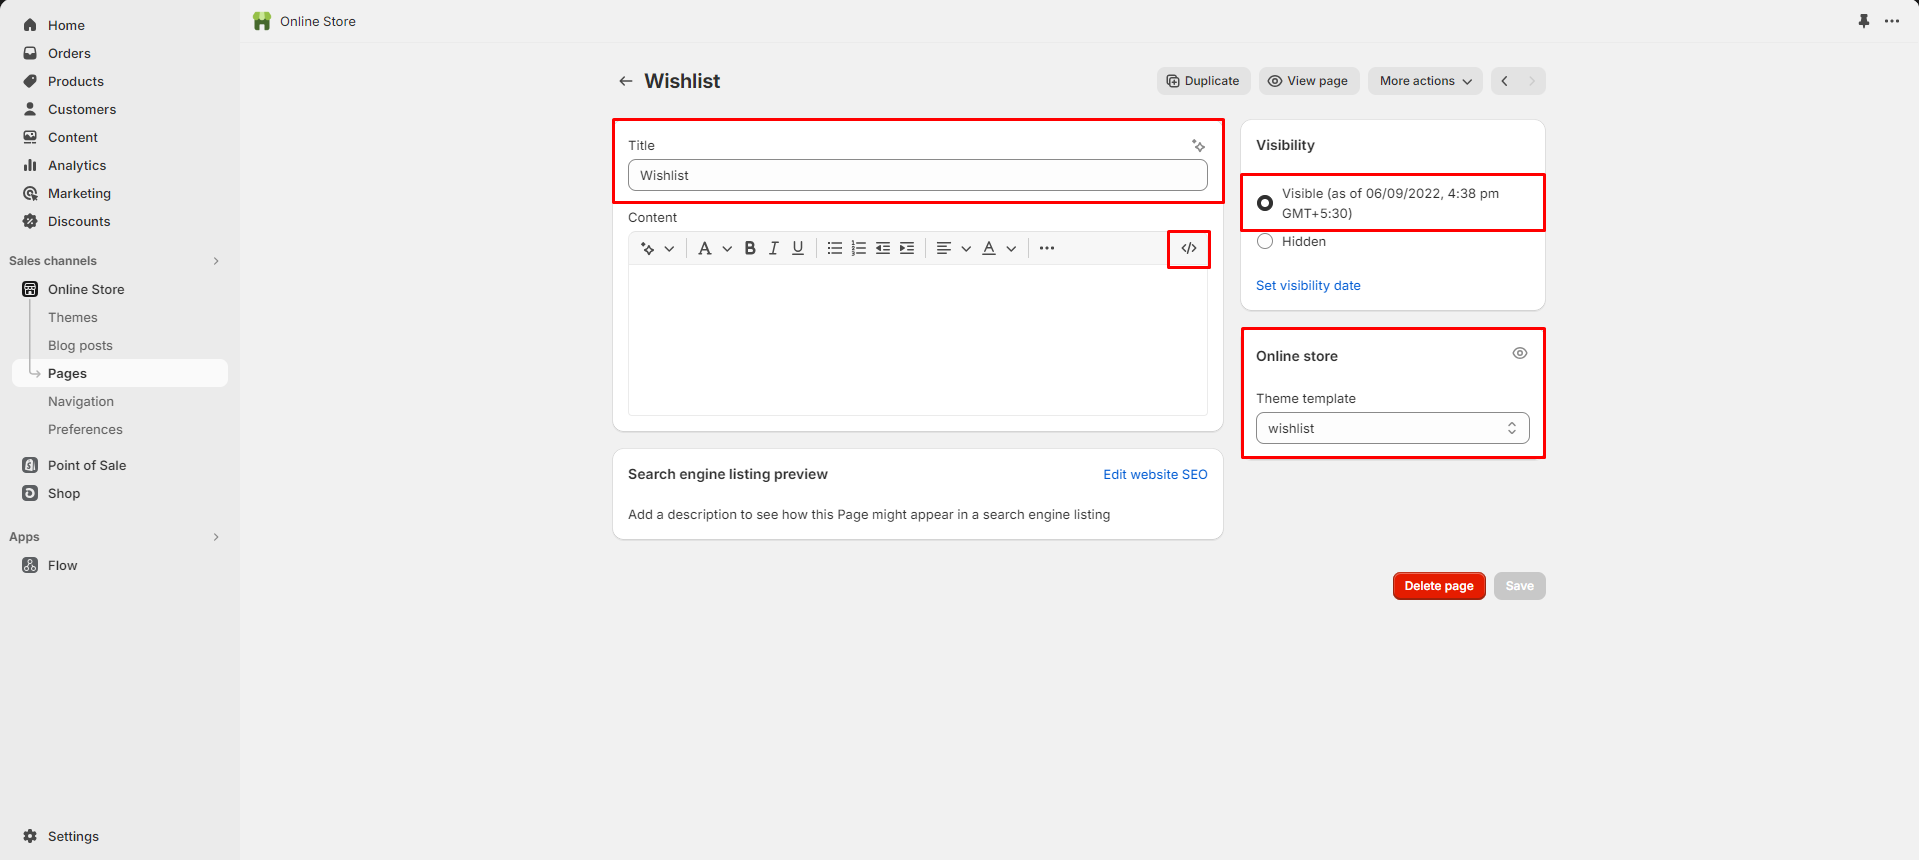 Home
Orders
Products
Customers
Content
Analytics
Marketing
Discounts
Sales channels
Online Store
Themes
Blog posts
Pages
Navigation
Preferences
Point of Sale
Shop
Apps
Flow
Settings
Online Store
Wishlist
Duplicate
View page
More actions
Title
Wishlist
Content
Search engine listing preview
Edit website SEO
Add a description to see how this Page might appear in a search engine listing
Visibility
Visible (as of 06/09/2022, 4:38 pm
GMT+5:30)
Hidden
Set visibility date
Online store
Theme template
wishlist
Delete page
Save